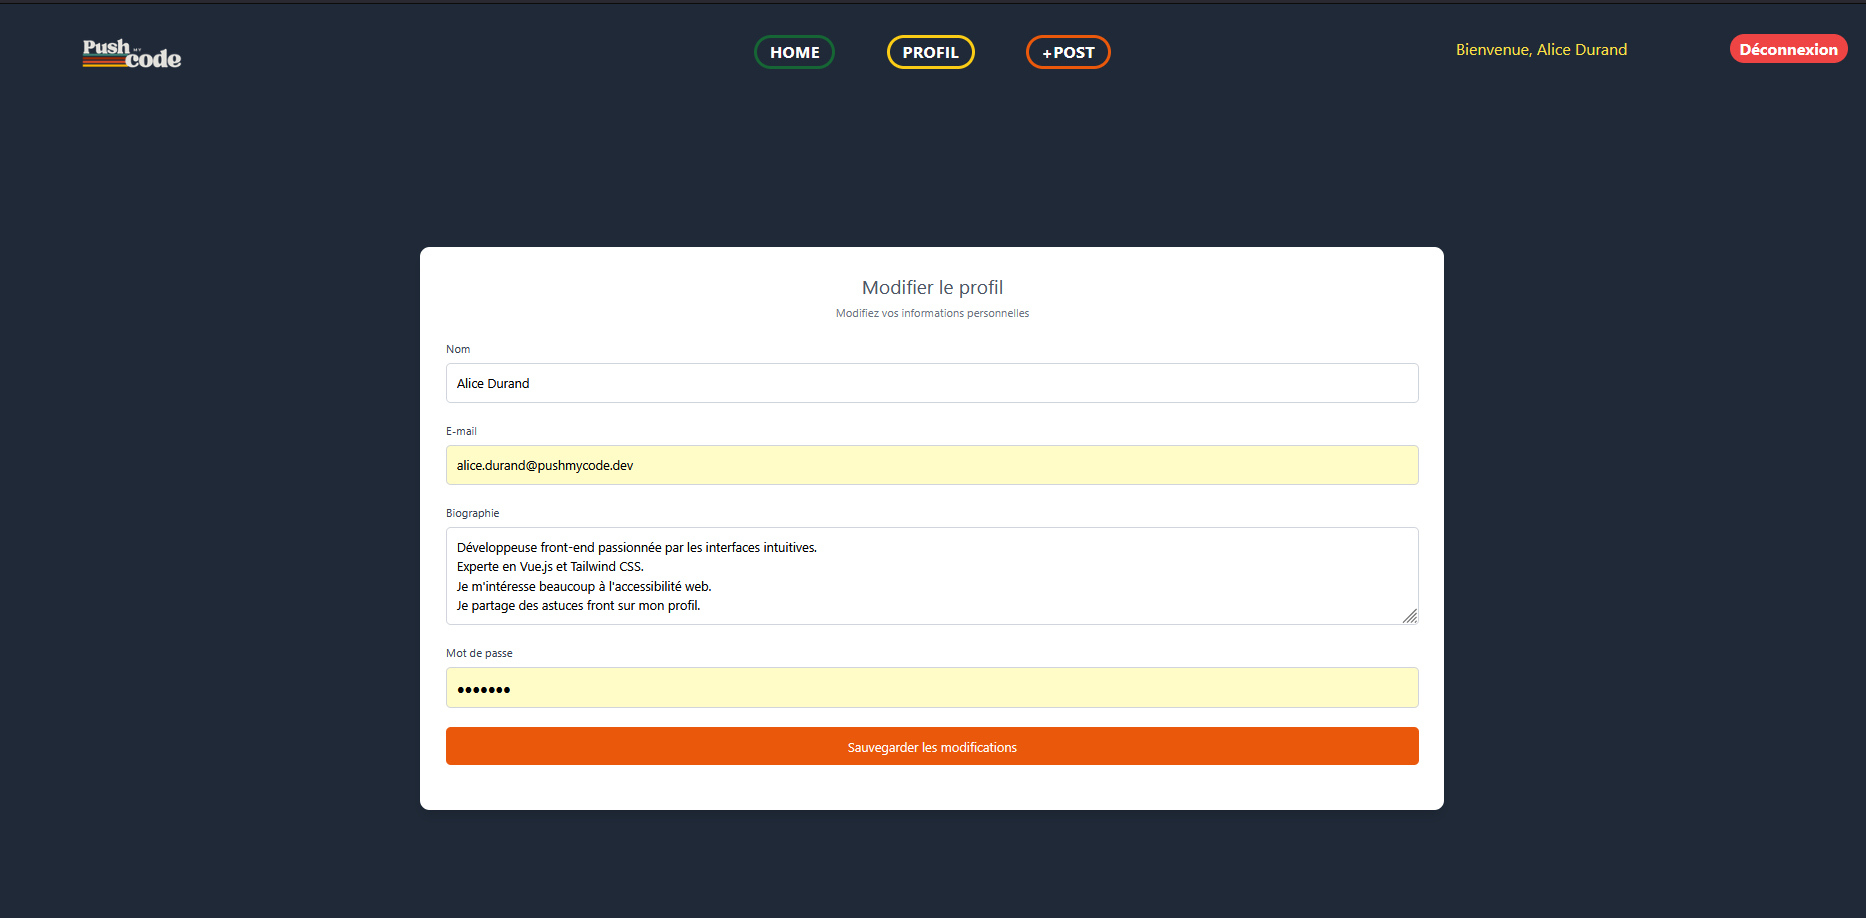 Push MY code
HOME
PROFIL
+POST
Bienvenue, Alice Durand
Déconnexion
Modifier le profil
Modifiez vos informations personnelles
Nom
Alice Durand
E-mail
alice.durand@pushmycode.dev
Biographie
Développeuse front-end passionnée par les interfaces intuitives.
Experte en Vue.js et Tailwind CSS.
Je m'intéresse beaucoup à l'accessibilité web.
Je partage des astuces front sur mon profil.
Mot de passe
•••••••
Sauvegarder les modifications